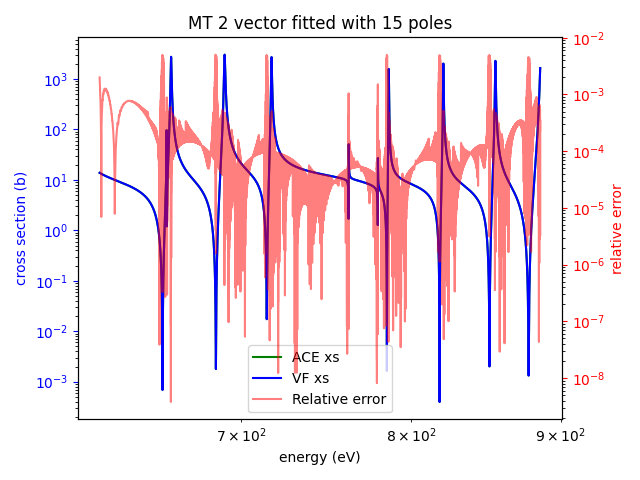 MT 2 vector fitted with 15 poles
cross section (b)
10³
10²
10¹
10⁰
10⁻¹
10⁻²
10⁻³
10⁻²
10⁻³
10⁻⁴
10⁻⁵
10⁻⁶
10⁻⁷
10⁻⁸
relative error
ACE xs
VF xs
Relative error
7 × 10² 8 × 10² 9 × 10²
energy (eV)